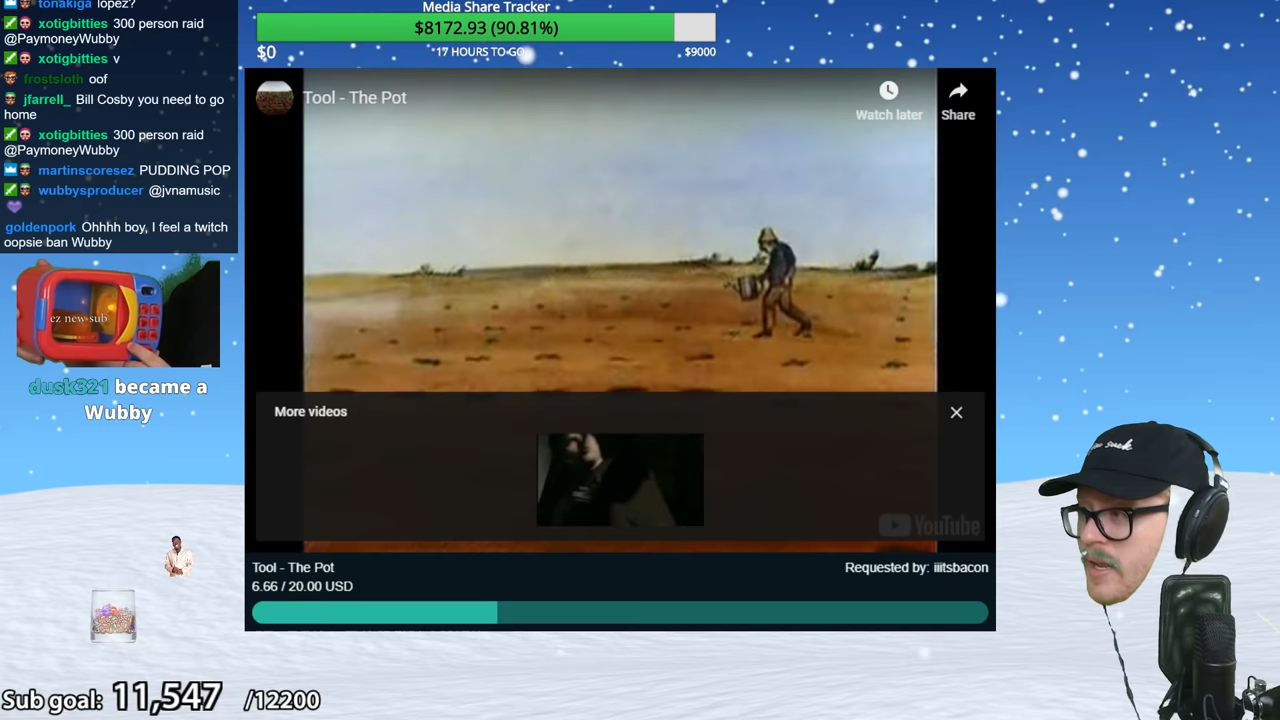 tonakiga lopez?
xotigbitties 300 person raid
@PaymoneyWubby
xotigbitties v
frostsloth oof
jfarrell_ Bill Cosby you need to go
home
xotigbitties 300 person raid
@PaymoneyWubby
martinscoresez PUDDING POP
wubbysproducer @jvnamusic
goldenpork Ohhhh boy, I feel a twitch
oopsie ban Wubby
ez new sub
dusk321 became a
Wubby
Media Share Tracker
$8172.93 (90.81%)
$0
17 HOURS TO GO
$9000
Tool - The Pot
Watch later
Share
More videos
YouTube
Tool - The Pot
Requested by: iiitsbacon
6.66 / 20.00 USD
Sub goal: 11,547 /12200